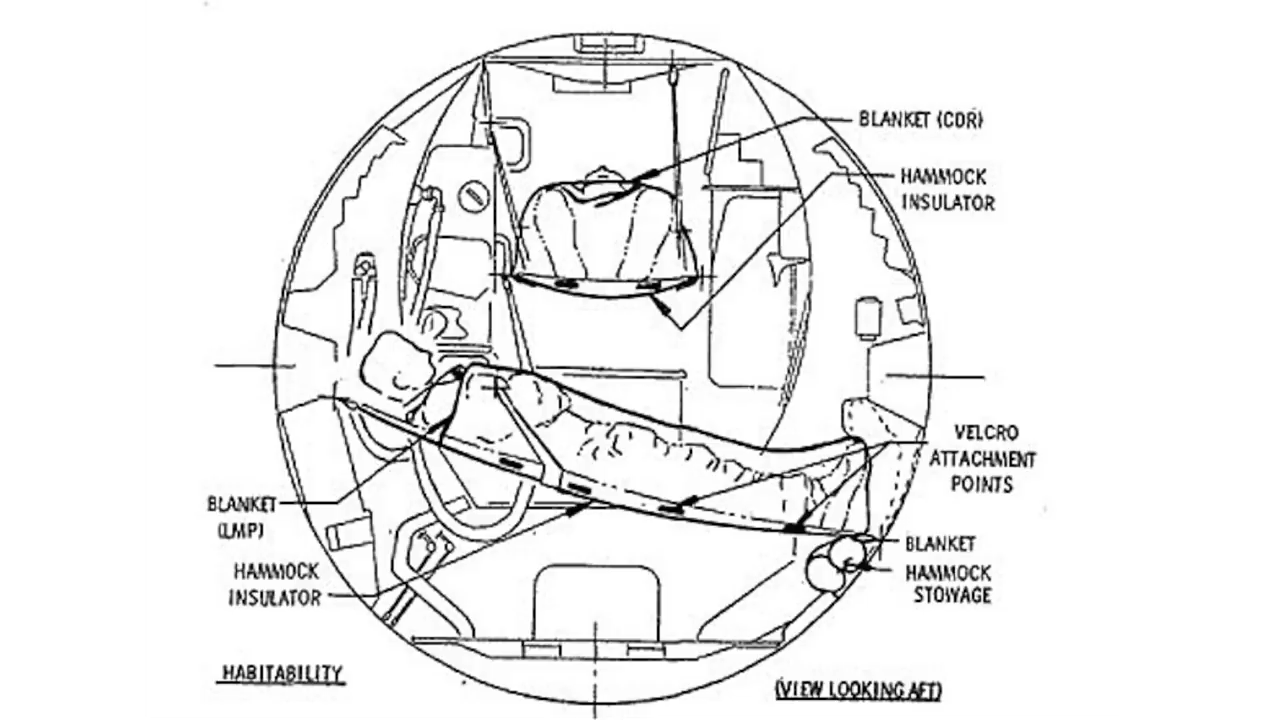 BLANKET (CDR)
HAMMOCK
INSULATOR
VELCRO
ATTACHMENT
POINTS
BLANKET
(LMP)
BLANKET
HAMMOCK
STOWAGE
HAMMOCK
INSULATOR
HABITABILITY
(VIEW LOOKING AFT)